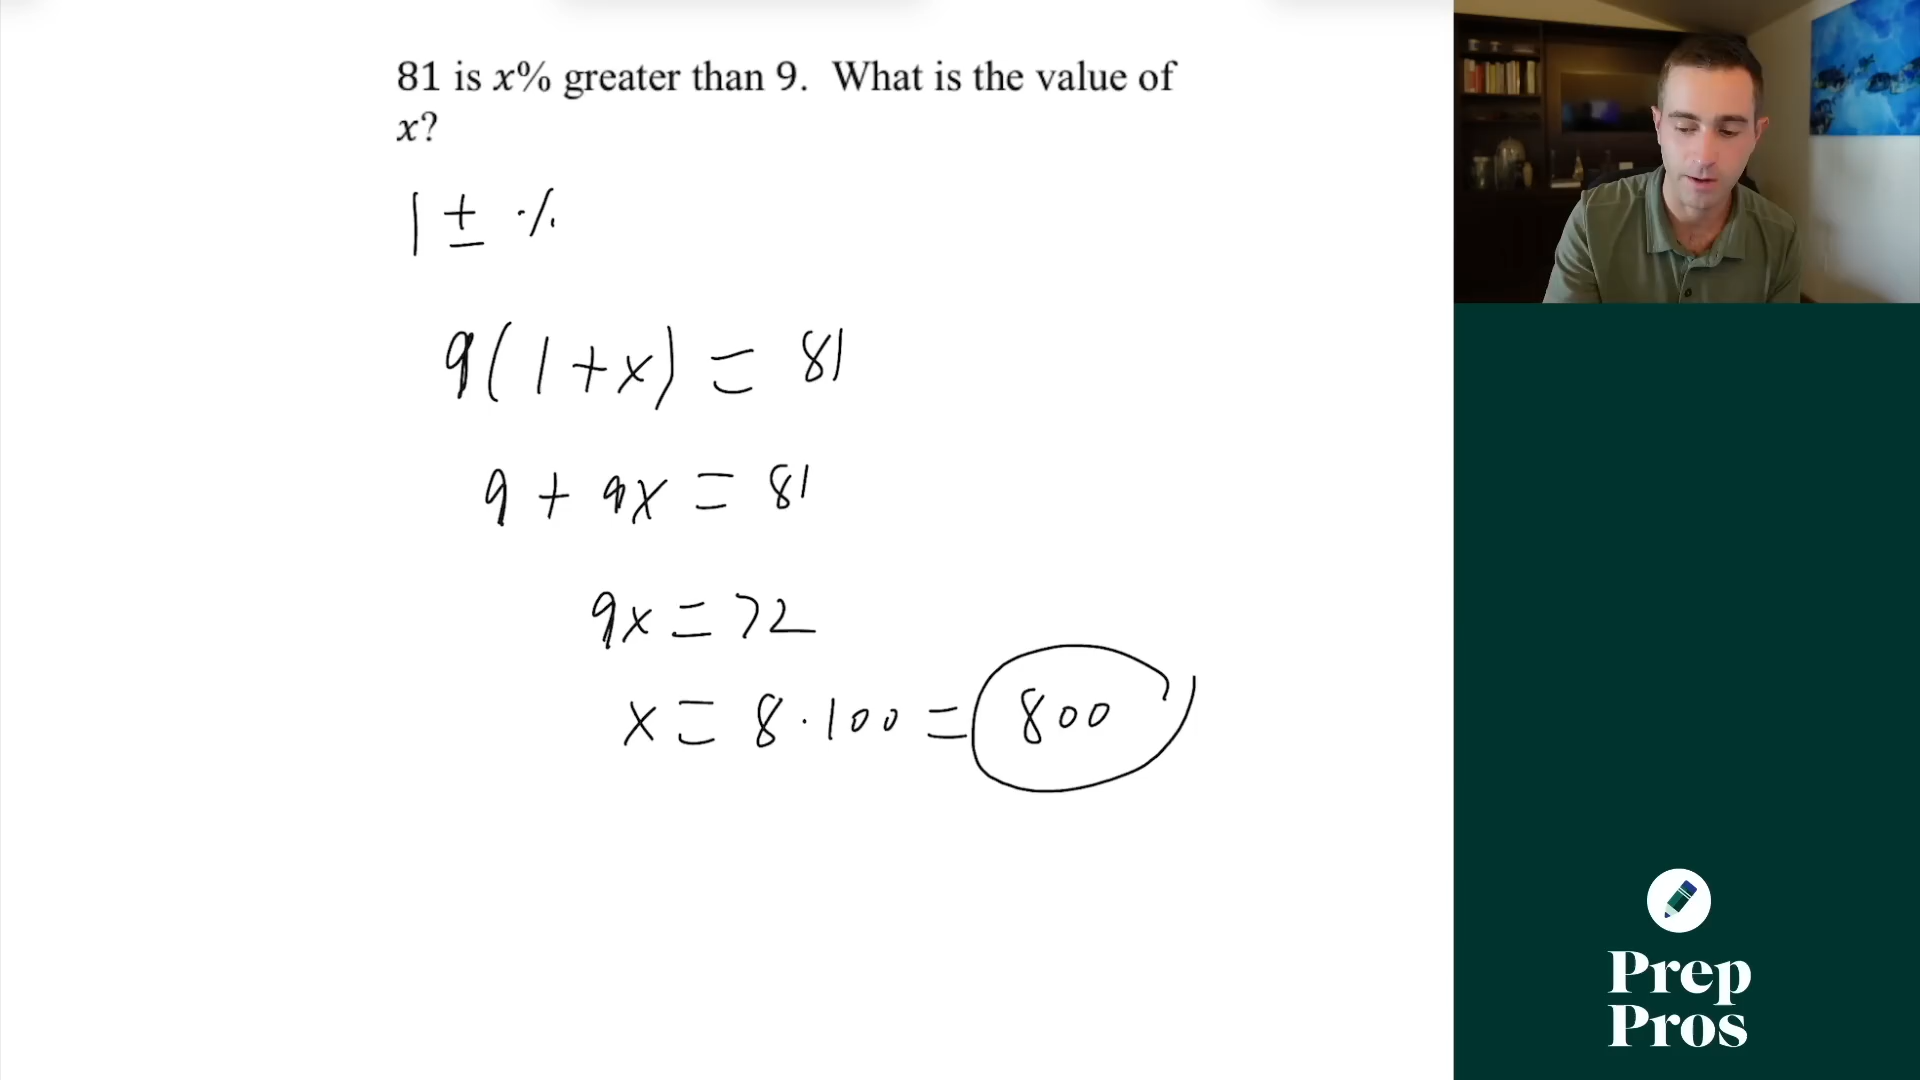 81 is x% greater than 9. What is the value of
x?
1 ± %
9(1+x) = 81
9 + 9x = 81
9x = 72
x = 8·100 = 800
Prep
Pros